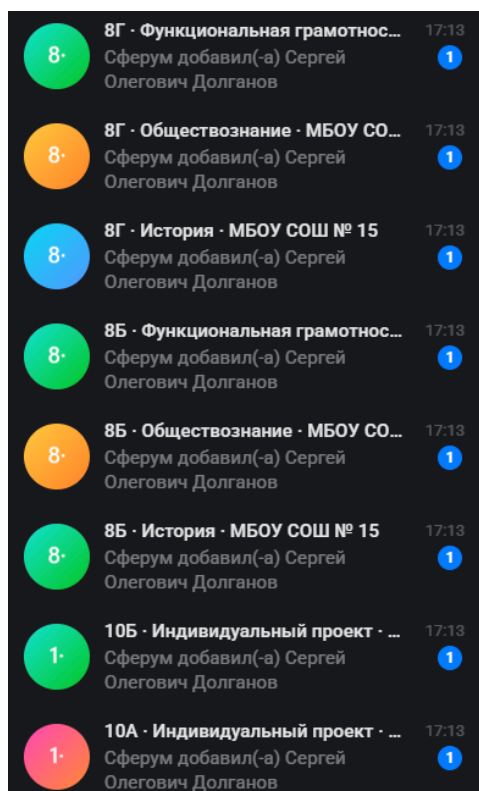 8Г · Функциональная грамотнос... 17:13
8·
Сферум добавил(-а) Сергей 1
Олегович Долганов
8Г · Обществознание · МБОУ СО... 17:13
8·
Сферум добавил(-а) Сергей 1
Олегович Долганов
8Г · История · МБОУ СОШ № 15 17:13
8·
Сферум добавил(-а) Сергей 1
Олегович Долганов
8Б · Функциональная грамотнос... 17:13
8·
Сферум добавил(-а) Сергей 1
Олегович Долганов
8Б · Обществознание · МБОУ СО... 17:13
8·
Сферум добавил(-а) Сергей 1
Олегович Долганов
8Б · История · МБОУ СОШ № 15 17:13
8·
Сферум добавил(-а) Сергей 1
Олегович Долганов
10Б · Индивидуальный проект · ... 17:13
1·
Сферум добавил(-а) Сергей 1
Олегович Долганов
10А · Индивидуальный проект · ... 17:13
1·
Сферум добавил(-а) Сергей 1
Олегович Долганов